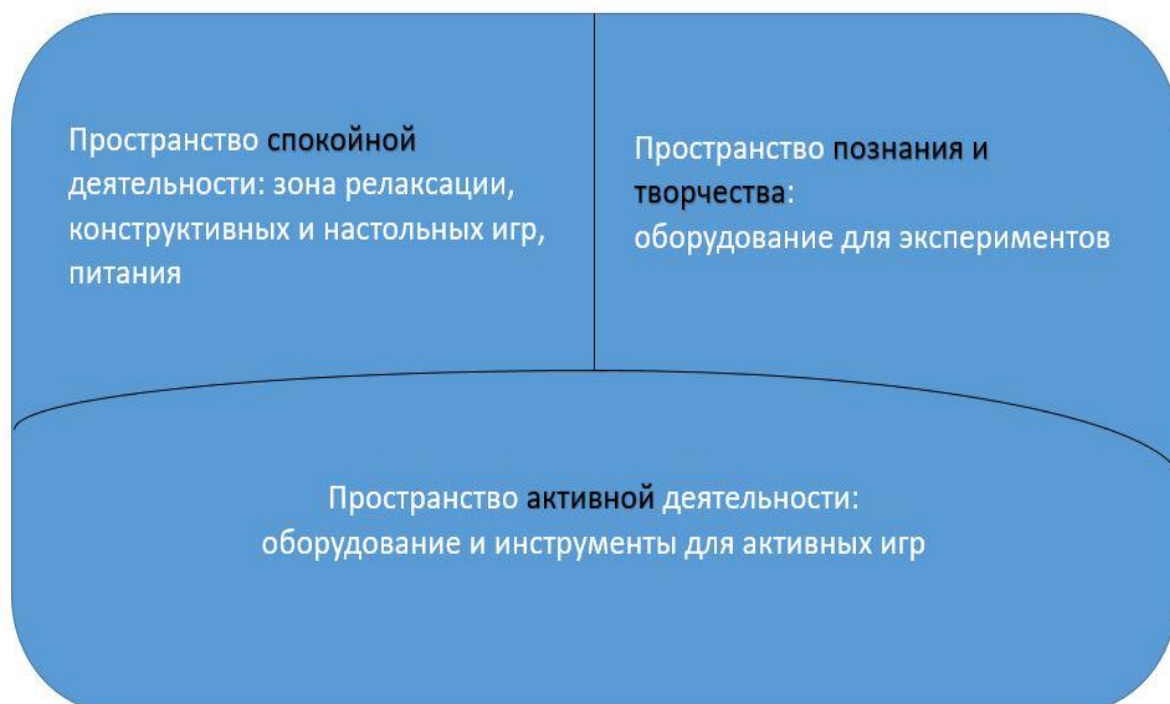 Пространство спокойной
деятельности: зона релаксации,
конструктивных и настольных игр,
питания
Пространство познания и
творчества:
оборудование для экспериментов
Пространство активной деятельности:
оборудование и инструменты для активных игр